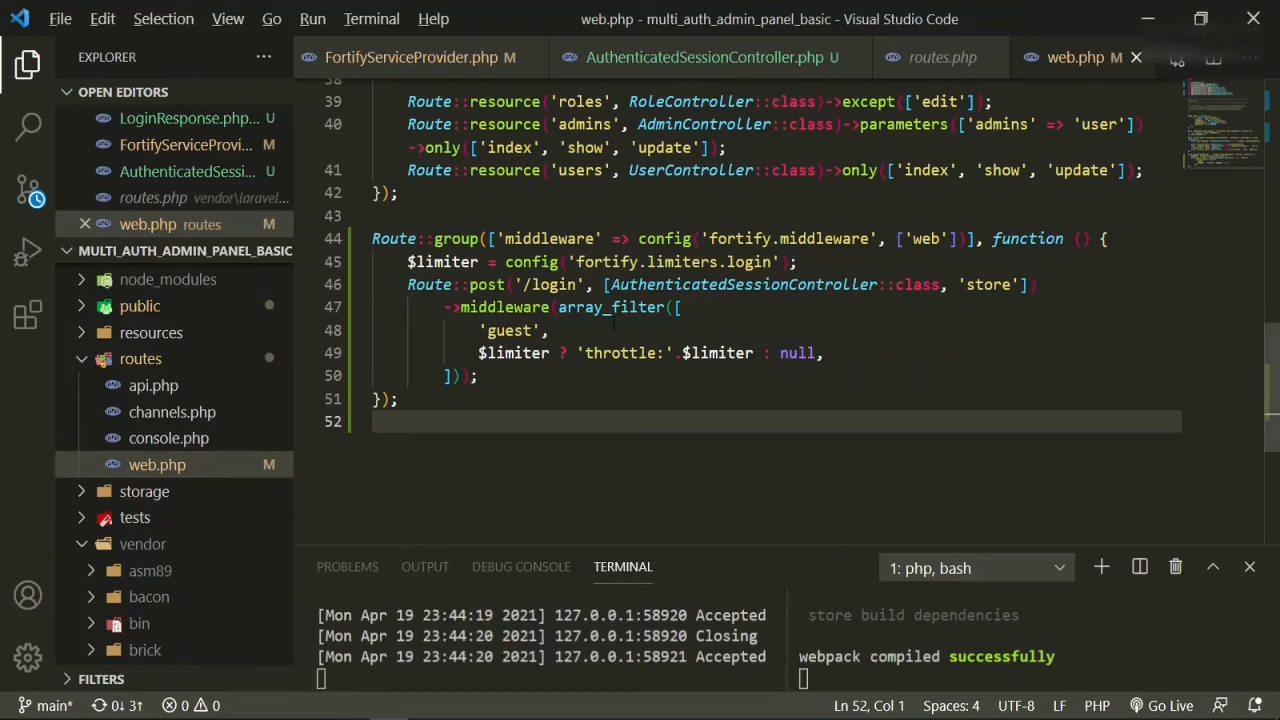 File Edit Selection View Go Run Terminal Help web.php - multi_auth_admin_panel_basic - Visual Studio Code
EXPLORER ···
FortifyServiceProvider.php M AuthenticatedSessionController.php U routes.php web.php M
OPEN EDITORS
LoginResponse.php... U
FortifyServiceProvi... M
AuthenticatedSessi... U
routes.php vendor\laravel...
web.php routes M
MULTI_AUTH_ADMIN_PANEL_BASIC
node_modules
public
resources
routes
api.php
channels.php
console.php
web.php M
storage
tests
vendor
asm89
bacon
bin
brick
FILTERS
38
39 Route::resource('roles', RoleController::class)->except(['edit']);
40 Route::resource('admins', AdminController::class)->parameters(['admins' => 'user'])
->only(['index', 'show', 'update']);
41 Route::resource('users', UserController::class)->only(['index', 'show', 'update']);
42 });
43
44 Route::group(['middleware' => config('fortify.middleware', ['web'])], function () {
45 $limiter = config('fortify.limiters.login');
46 Route::post('/login', [AuthenticatedSessionController::class, 'store'])
47 ->middleware(array_filter([
48 'guest',
49 $limiter ? 'throttle:'.$limiter : null,
50 ]));
51 });
52
PROBLEMS OUTPUT DEBUG CONSOLE TERMINAL 1: php, bash
[Mon Apr 19 23:44:19 2021] 127.0.0.1:58920 Accepted
[Mon Apr 19 23:44:20 2021] 127.0.0.1:58920 Closing
[Mon Apr 19 23:44:20 2021] 127.0.0.1:58921 Accepted
store build dependencies
webpack compiled successfully
main* 0↓ 3↑ 0 0 Ln 52, Col 1 Spaces: 4 UTF-8 LF PHP Go Live